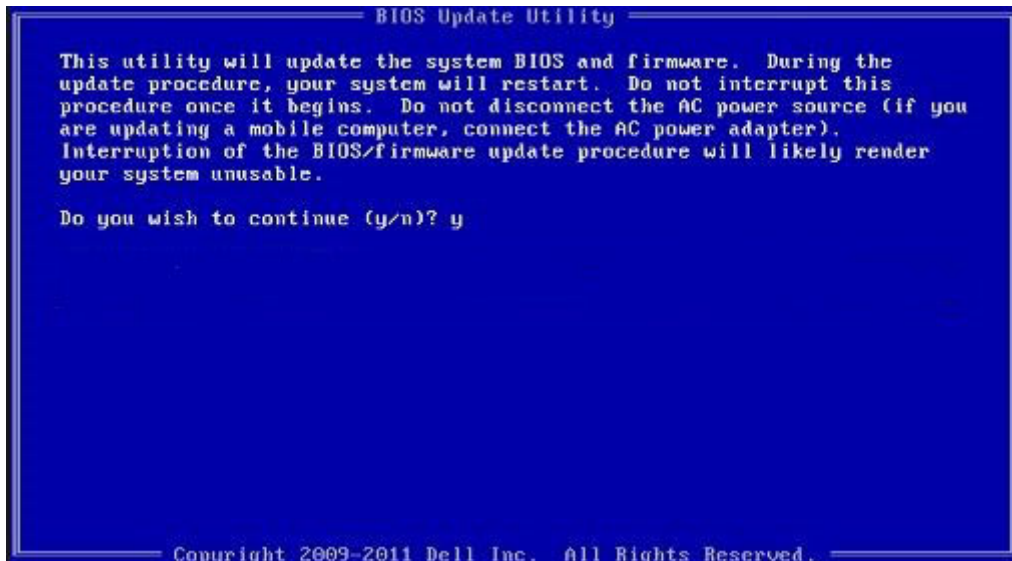 BIOS Update Utility
This utility will update the system BIOS and firmware. During the
update procedure, your system will restart. Do not interrupt this
procedure once it begins. Do not disconnect the AC power source (if you
are updating a mobile computer, connect the AC power adapter).
Interruption of the BIOS/firmware update procedure will likely render
your system unusable.
Do you wish to continue (y/n)? y
Copyright 2009-2011 Dell Inc. All Rights Reserved.